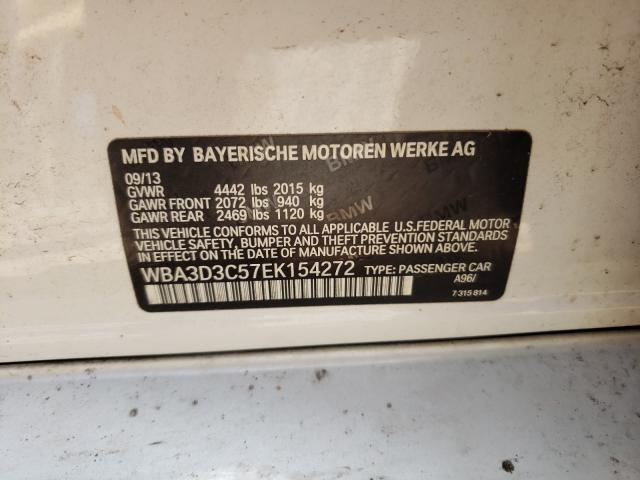 MFD BY BAYERISCHE MOTOREN WERKE AG
09/13
GVWR 4442 lbs 2015 kg
GAWR FRONT 2072 lbs 940 kg
GAWR REAR 2469 lbs 1120 kg
THIS VEHICLE CONFORMS TO ALL APPLICABLE U.S.FEDERAL MOTOR
VEHICLE SAFETY, BUMPER AND THEFT PREVENTION STANDARDS
IN EFFECT ON THE DATE OF MANUFACTURE SHOWN ABOVE.
WBA3D3C57EK154272 TYPE: PASSENGER CAR
A96/
7 315 814